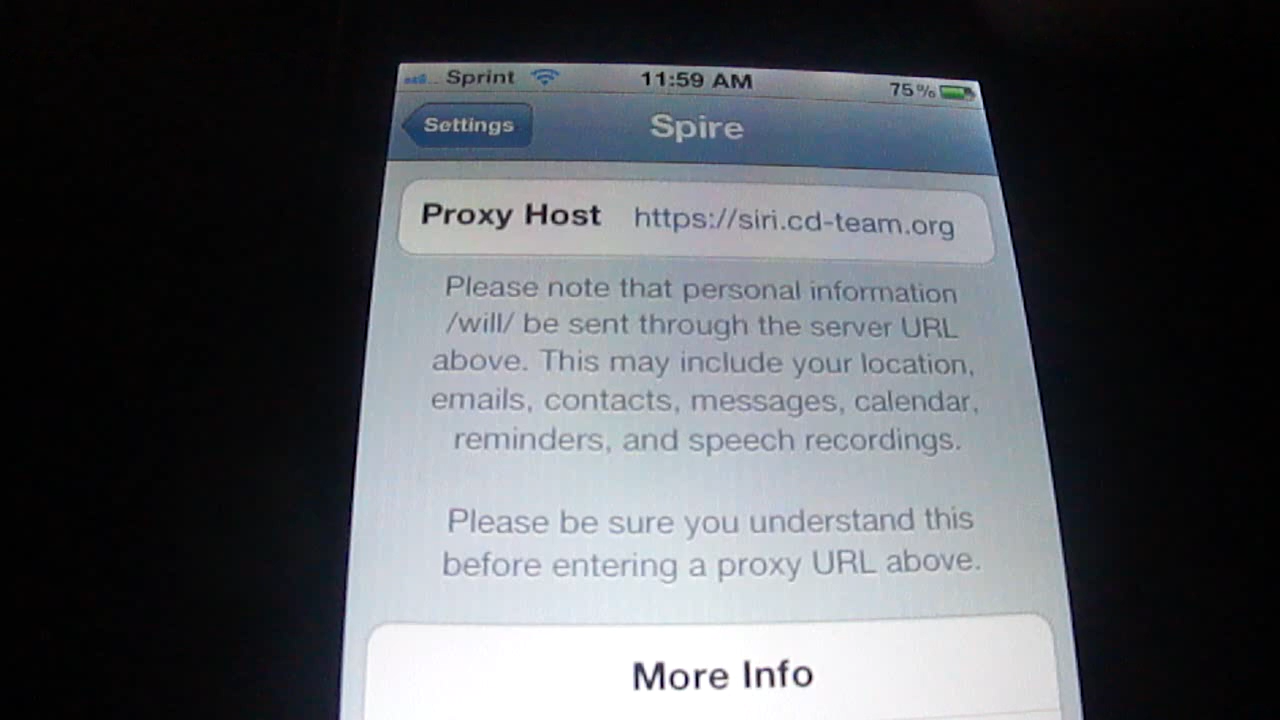 Sprint 11:59 AM 75%
Settings Spire
Proxy Host https://siri.cd-team.org
Please note that personal information
/will/ be sent through the server URL
above. This may include your location,
emails, contacts, messages, calendar,
reminders, and speech recordings.
Please be sure you understand this
before entering a proxy URL above.
More Info